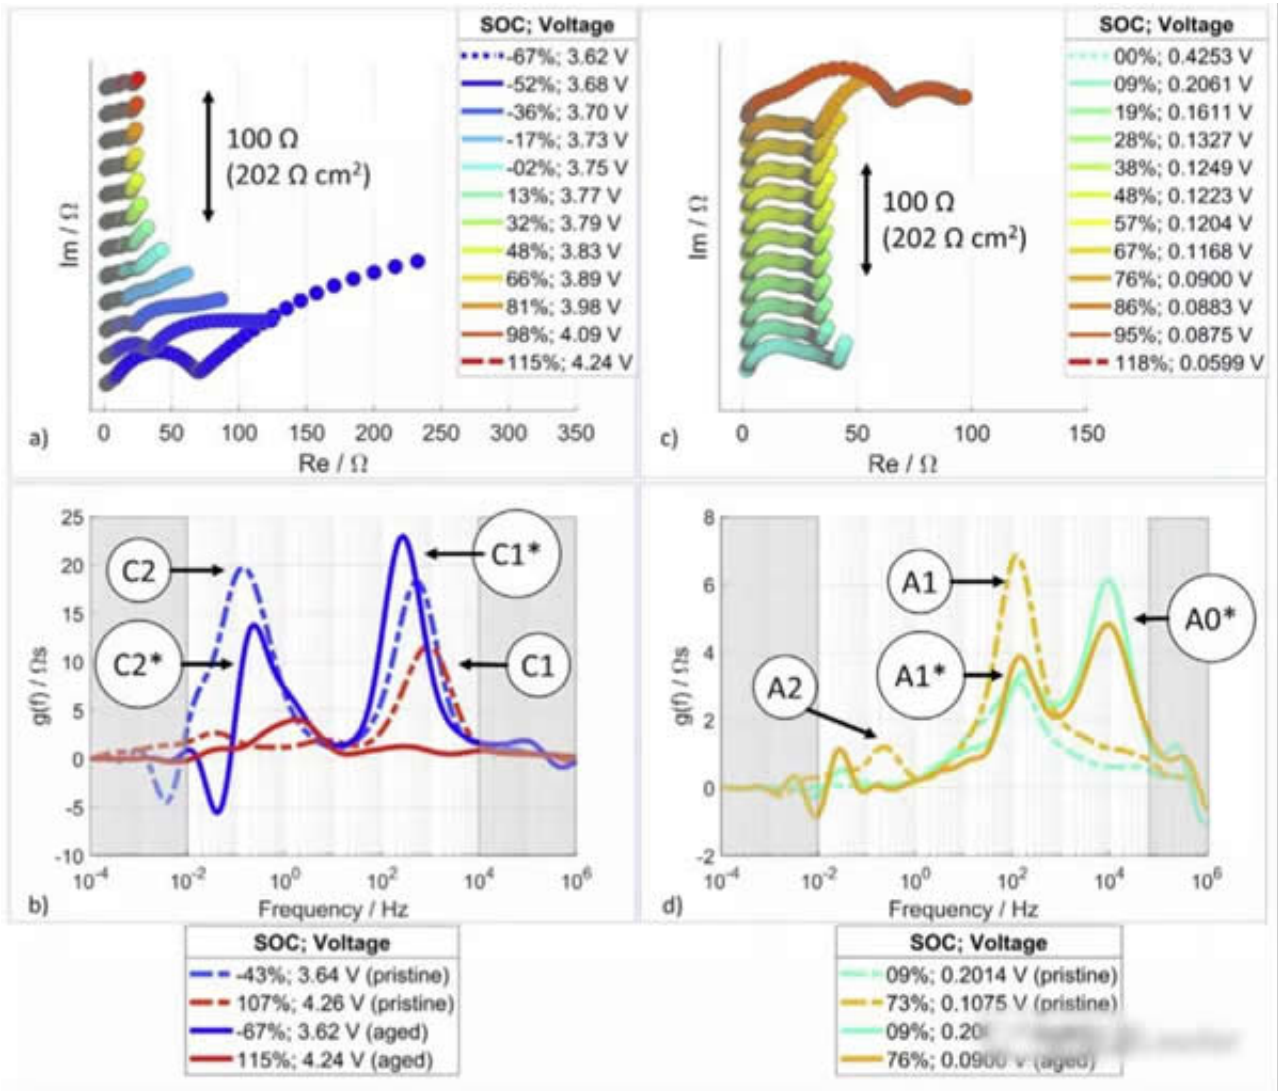 SOC; Voltage
-67%; 3.62 V
-52%; 3.68 V
-36%; 3.70 V
-17%; 3.73 V
-02%; 3.75 V
13%; 3.77 V
32%; 3.79 V
48%; 3.83 V
66%; 3.89 V
81%; 3.98 V
98%; 4.09 V
115%; 4.24 V
100 Ω
(202 Ω cm²)
Im / Ω
0 50 100 150 200 250 300 350
a)
Re / Ω
SOC; Voltage
00%; 0.4253 V
09%; 0.2061 V
19%; 0.1611 V
28%; 0.1327 V
38%; 0.1249 V
48%; 0.1223 V
57%; 0.1204 V
67%; 0.1168 V
76%; 0.0900 V
86%; 0.0883 V
95%; 0.0875 V
118%; 0.0599 V
100 Ω
(202 Ω cm²)
Im / Ω
0 50 100 150
c)
Re / Ω
25
20
15
10
5
0
-5
-10
g(f) / Ωs
C2
C1*
C2*
C1
10⁻⁴ 10⁻² 10⁰ 10² 10⁴ 10⁶
b)
Frequency / Hz
SOC; Voltage
-43%; 3.64 V (pristine)
107%; 4.26 V (pristine)
-67%; 3.62 V (aged)
115%; 4.24 V (aged)
8
6
4
2
0
-2
g(f) / Ωs
A1
A0*
A1*
A2
10⁻⁴ 10⁻² 10⁰ 10² 10⁴ 10⁶
d)
Frequency / Hz
SOC; Voltage
09%; 0.2014 V (pristine)
73%; 0.1075 V (pristine)
09%; 0.20
76%; 0.0900 V (aged)